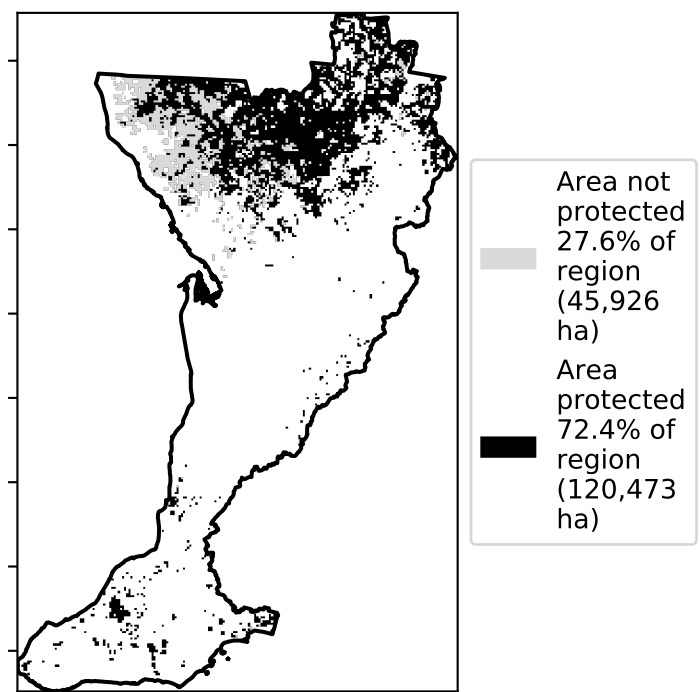 Area not
protected
27.6% of
region
(45,926
ha)
Area
protected
72.4% of
region
(120,473
ha)